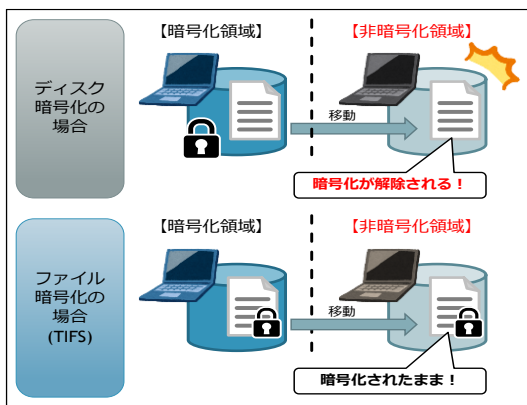 ディスク
暗号化の
場合
【暗号化領域】
【非暗号化領域】
移動
暗号化が解除される！
ファイル
暗号化の
場合
(TIFS)
【暗号化領域】
【非暗号化領域】
移動
暗号化されたまま！